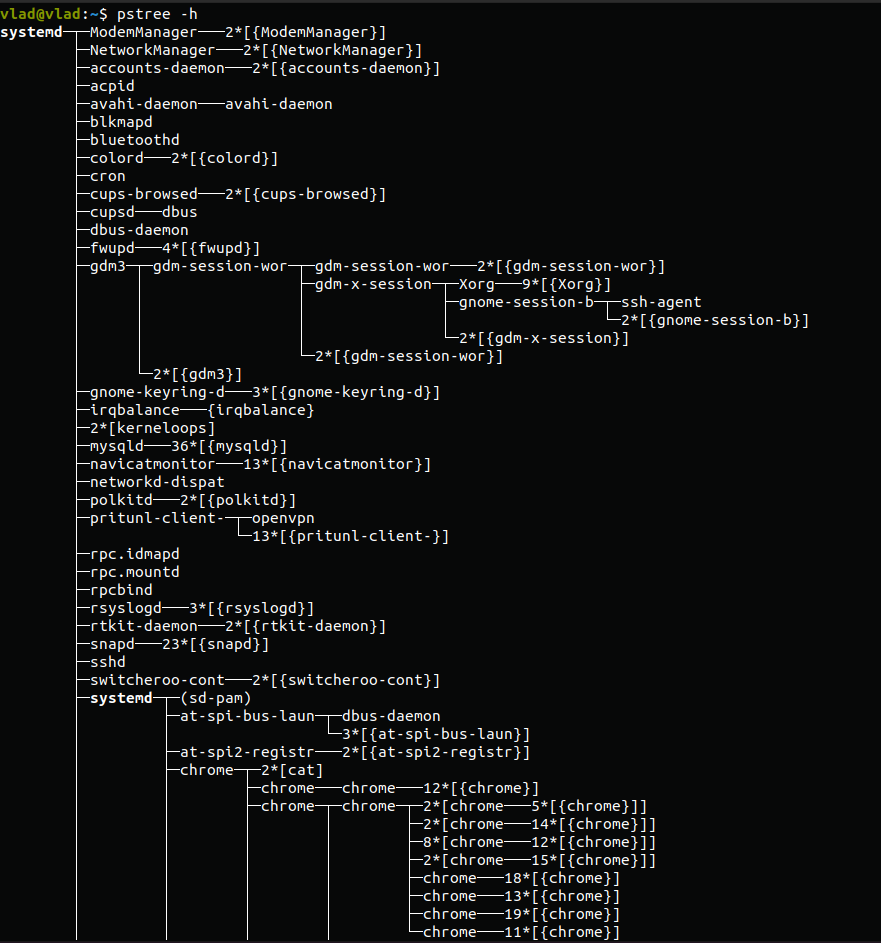 vlad@vlad:~$ pstree -h
systemd─┬─ModemManager───2*[{ModemManager}]
        ├─NetworkManager───2*[{NetworkManager}]
        ├─accounts-daemon───2*[{accounts-daemon}]
        ├─acpid
        ├─avahi-daemon───avahi-daemon
        ├─blkmapd
        ├─bluetoothd
        ├─colord───2*[{colord}]
        ├─cron
        ├─cups-browsed───2*[{cups-browsed}]
        ├─cupsd───dbus
        ├─dbus-daemon
        ├─fwupd───4*[{fwupd}]
        ├─gdm3─┬─gdm-session-wor─┬─gdm-session-wor───2*[{gdm-session-wor}]
        │      │                 ├─gdm-x-session─┬─Xorg───9*[{Xorg}]
        │      │                 │               ├─gnome-session-b─┬─ssh-agent
        │      │                 │               │                 └─2*[{gnome-session-b}]
        │      │                 │               └─2*[{gdm-x-session}]
        │      │                 └─2*[{gdm-session-wor}]
        │      └─2*[{gdm3}]
        ├─gnome-keyring-d───3*[{gnome-keyring-d}]
        ├─irqbalance───{irqbalance}
        ├─2*[kerneloops]
        ├─mysqld───36*[{mysqld}]
        ├─navicatmonitor───13*[{navicatmonitor}]
        ├─networkd-dispat
        ├─polkitd───2*[{polkitd}]
        ├─pritunl-client-─┬─openvpn
        │                 └─13*[{pritunl-client-}]
        ├─rpc.idmapd
        ├─rpc.mountd
        ├─rpcbind
        ├─rsyslogd───3*[{rsyslogd}]
        ├─rtkit-daemon───2*[{rtkit-daemon}]
        ├─snapd───23*[{snapd}]
        ├─sshd
        ├─switcheroo-cont───2*[{switcheroo-cont}]
        ├─systemd─┬─(sd-pam)
        │         ├─at-spi-bus-laun─┬─dbus-daemon
        │         │                 └─3*[{at-spi-bus-laun}]
        │         ├─at-spi2-registr───2*[{at-spi2-registr}]
        │         ├─chrome─┬─2*[cat]
        │         │        ├─chrome───chrome───12*[{chrome}]
        │         │        ├─chrome─┬─chrome─┬─2*[chrome───5*[{chrome}]]
        │         │        │        │        ├─2*[chrome───14*[{chrome}]]
        │         │        │        │        ├─8*[chrome───12*[{chrome}]]
        │         │        │        │        ├─2*[chrome───15*[{chrome}]]
        │         │        │        │        ├─chrome───18*[{chrome}]
        │         │        │        │        ├─chrome───13*[{chrome}]
        │         │        │        │        ├─chrome───19*[{chrome}]
        │         │        │        │        └─chrome───11*[{chrome}]